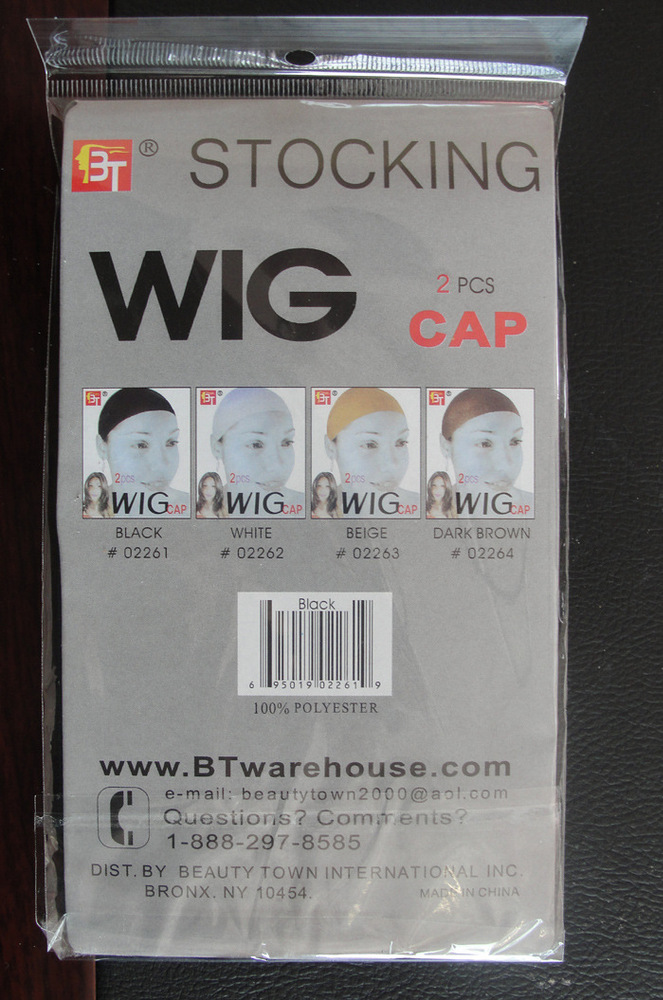 BT ® STOCKING
WIG
2 PCS
CAP
BT ® 2pcs WIG CAP
BT ® 2pcs WIG CAP
BT ® 2pcs WIG CAP
BT ® 2pcs WIG CAP
BLACK WHITE BEIGE DARK BROWN
# 02261 # 02262 # 02263 # 02264
Black
6 95019 02261 9
100% POLYESTER
www.BTwarehouse.com
e-mail: beautytown2000@aol.com
Questions? Comments?
1-888-297-8585
DIST. BY BEAUTY TOWN INTERNATIONAL INC.
BRONX. NY 10454. MADE IN CHINA